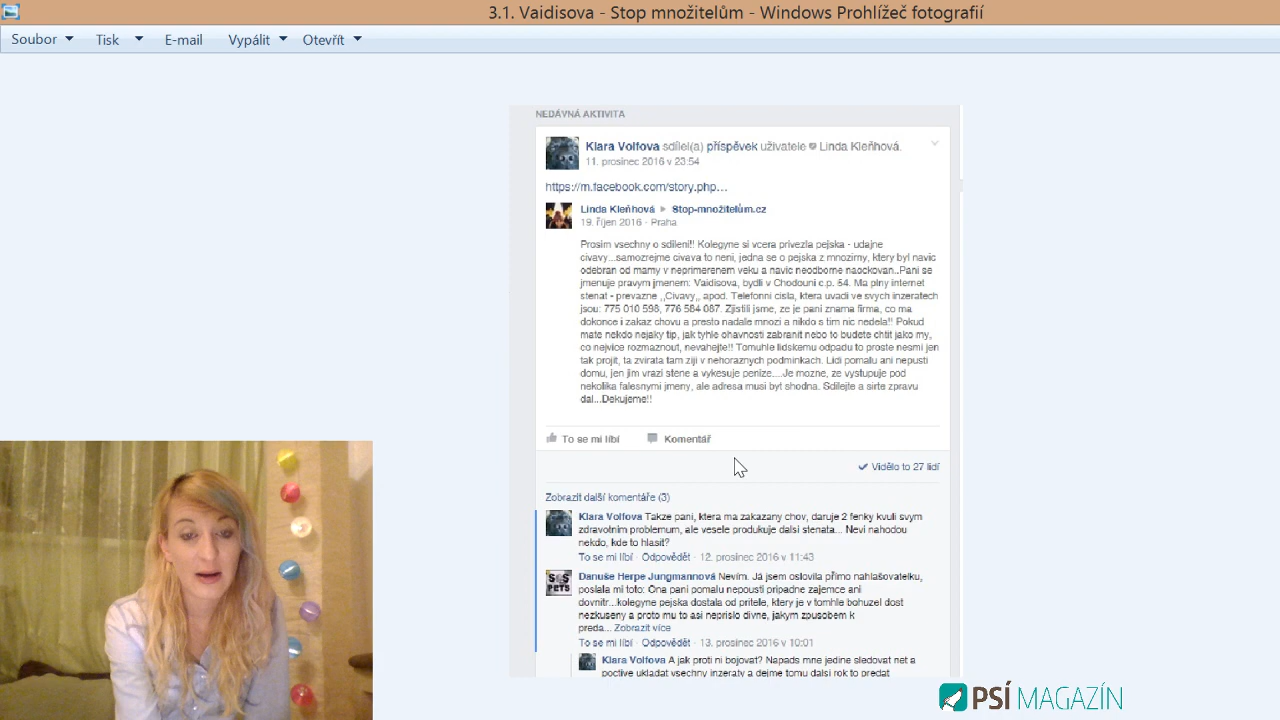 3.1. Vaidisova - Stop množitelům - Windows Prohlížeč fotografií
Soubor Tisk E-mail Vypálit Otevřít
NEDÁVNÁ AKTIVITA
Klara Volfova sdílel(a) příspěvek uživatele Linda Kleňhová.
11. prosinec 2016 v 23:54
https://m.facebook.com/story.php...
Linda Kleňhová ▶ Stop-množitelům.cz
19. říjen 2016 · Praha
Prosim vsechny o sdileni!! Kolegyne si vcera privezla pejska - udajne
civavy...samozrejme civava to neni, jedna se o pejska z mnozirny, ktery byl navic
odebran od mamy v neprimerenem veku a navic neodborne naockovan..Pani se
jmenuje pravym jmenem: Vaidisova, bydli v Chodouni c.p. 54. Ma plny internet
stenat - prevazne ,,Civavy,, apod. Telefonni cisla, ktera uvadi ve svych inzeratech
jsou: 775 010 598, 776 584 087. Zjistili jsme, ze je pani znama firma, co ma
dokonce i zakaz chovu a presto nadale mnozi a nikdo s tim nic nedela!! Pokud
mate nekdo nejaky tip, jak tyhle ohavnosti zabranit nebo to budete chtit jako my,
co nejvice rozmaznout, nevahejte!! Tomuhle lidskemu odpadu to proste nesmi jen
tak projit, ta zvirata tam ziji v nehoraznych podminkach. Lidi pomalu ani nepusti
domu, jen jim vrazi stene a vykesuje penize....Je mozne, ze vystupuje pod
nekolika falesnymi jmeny, ale adresa musi byt shodna. Sdilejte a sirte zpravu
dal...Dekujeme!!
To se mi líbí Komentář
Vidělo to 27 lidí
Zobrazit další komentáře (3)
Klara Volfova Takze pani, ktera ma zakazany chov, daruje 2 fenky kvuli svym
zdravotnim problemum, ale vesele produkuje dalsi stenata... Nevi nahodou
nekdo, kde to hlasit?
To se mi líbí · Odpovědět · 12. prosinec 2016 v 11:43
Danuše Herpe Jungmannová Nevím. Já jsem oslovila přímo nahlašovatelku,
poslala mi toto: Ona pani pomalu nepousti pripadne zajemce ani
dovnitr...kolegyne pejska dostala od pritele, ktery je v tomhle bohuzel dost
nezkuseny a proto mu to asi neprislo divne, jakym zpusobem k
preda... Zobrazit více
To se mi líbí · Odpovědět · 13. prosinec 2016 v 10:01
Klara Volfova A jak proti ni bojovat? Napada mne jedine sledovat net a
poctive ukladat vsechny inzeraty a dejme tomu dalsi rok to predat
PSÍ MAGAZÍN